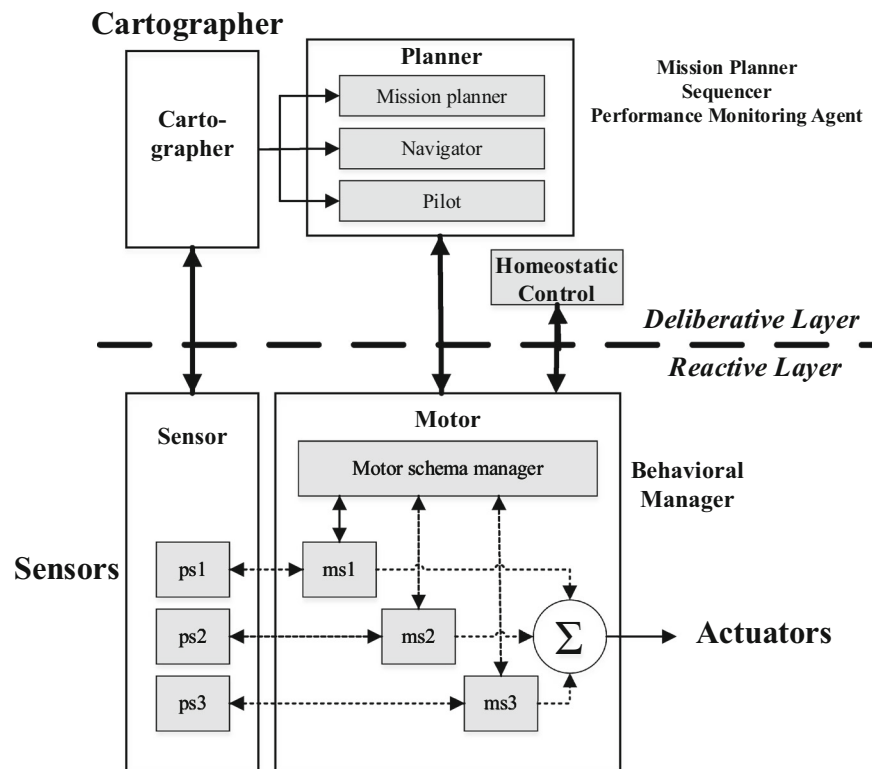 Cartographer
Planner
Mission planner
Navigator
Pilot
Carto-
grapher
Mission Planner
Sequencer
Performance Monitoring Agent
Homeostatic
Control
Deliberative Layer
Reactive Layer
Sensor
Motor
Motor schema manager
Behavioral
Manager
Sensors
ps1
ms1
ps2
ms2
Σ
Actuators
ps3
ms3